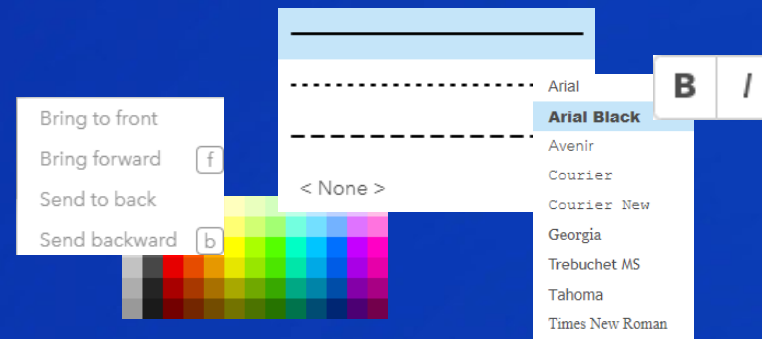 Bring to front
Bring forward f
Send to back
Send backward b
< None >
Arial
Arial Black
Avenir
Courier
Courier New
Georgia
Trebuchet MS
Tahoma
Times New Roman
B I